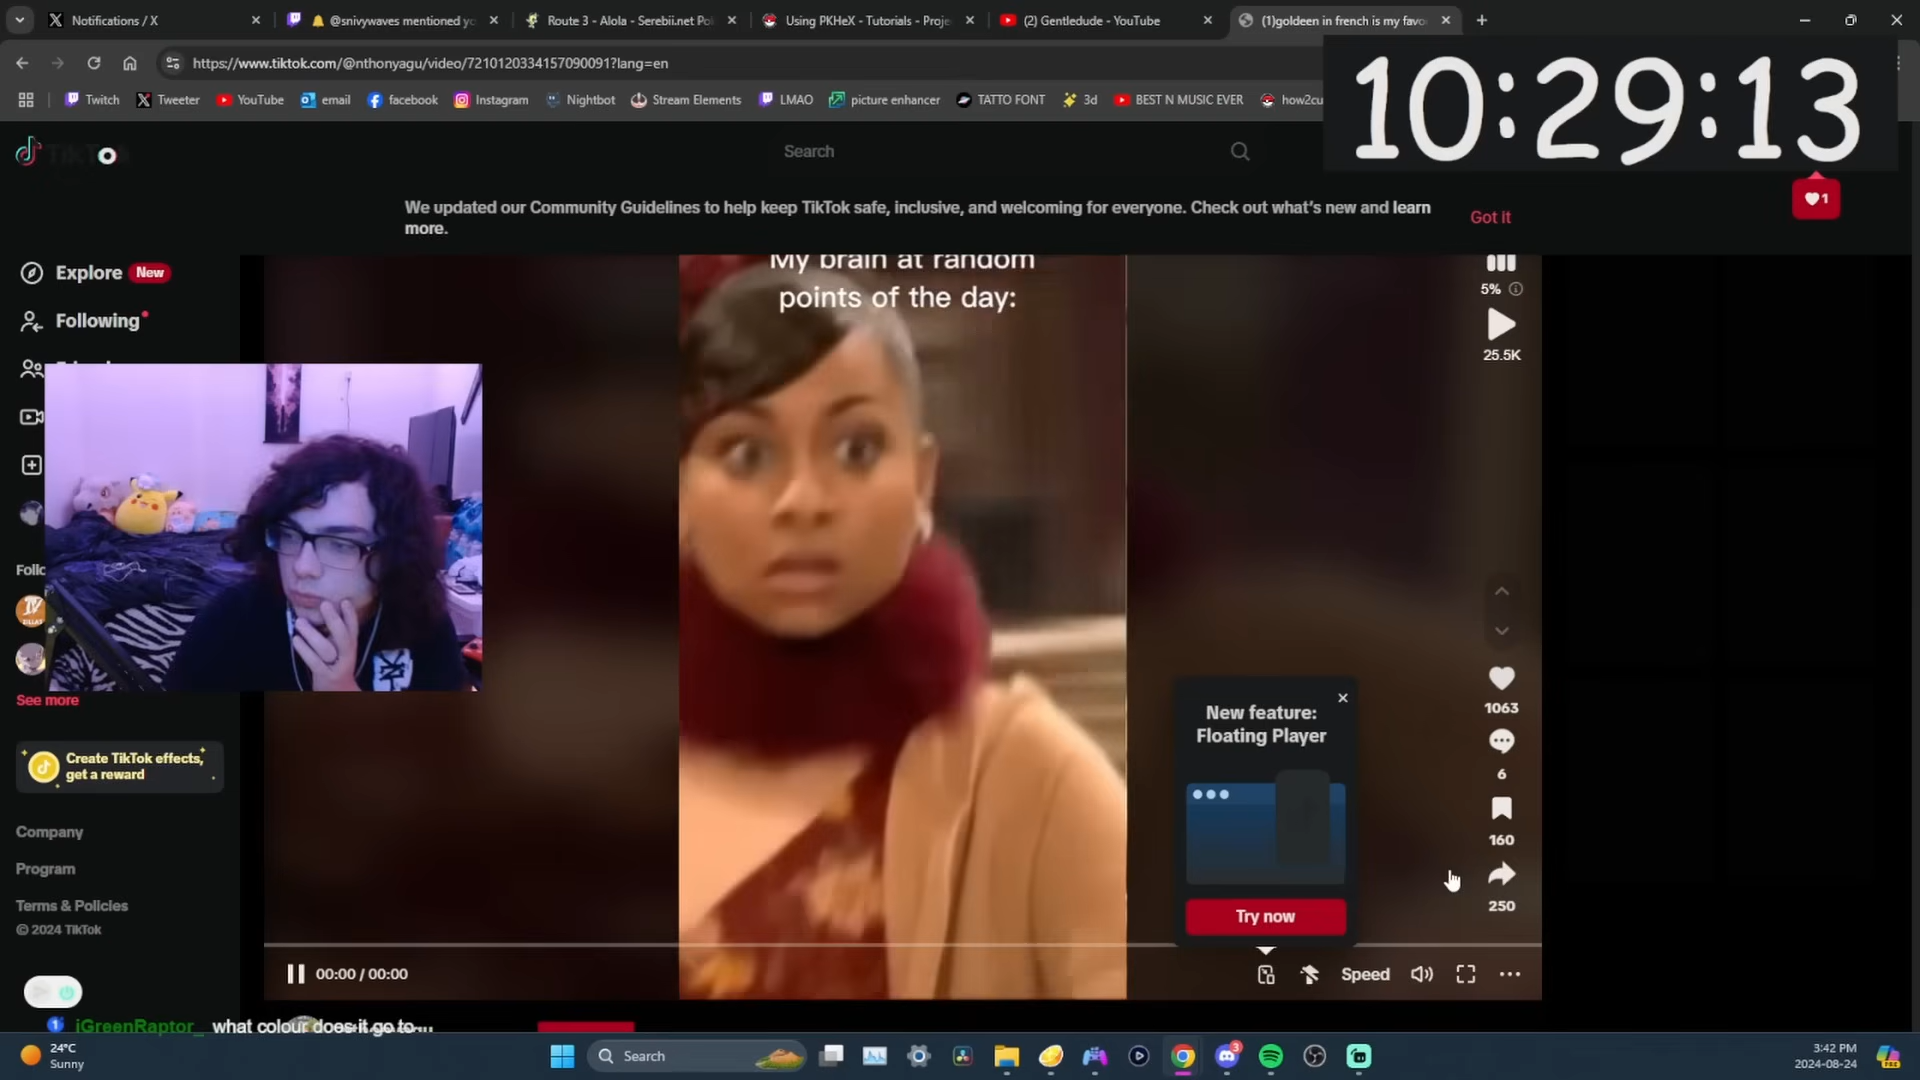 Notifications / X
@snivywaves mentioned yo
Route 3 - Alola - Serebii.net Po
Using PKHeX - Tutorials - Proje
(2) Gentledude - YouTube
(1)goldeen in french is my favo
https://www.tiktok.com/@nthonyagu/video/7210120334157090091?lang=en
Twitch
Tweeter
YouTube
email
facebook
Instagram
Nightbot
Stream Elements
LMAO
picture enhancer
TATTO FONT
3d
BEST N MUSIC EVER
how2cu
10:29:13
1
TikTok
Search
We updated our Community Guidelines to help keep TikTok safe, inclusive, and welcoming for everyone. Check out what's new and learn
more.
Got it
Explore
New
Following
My brain at random
points of the day:
5%
25.5K
New feature:
Floating Player
Try now
1063
6
160
250
See more
Create TikTok effects,
get a reward
Company
Program
Terms & Policies
© 2024 TikTok
00:00 / 00:00
Speed
iGreenRaptor_ what colour does it go to
24°C
Sunny
Search
3
3:42 PM
2024-08-24